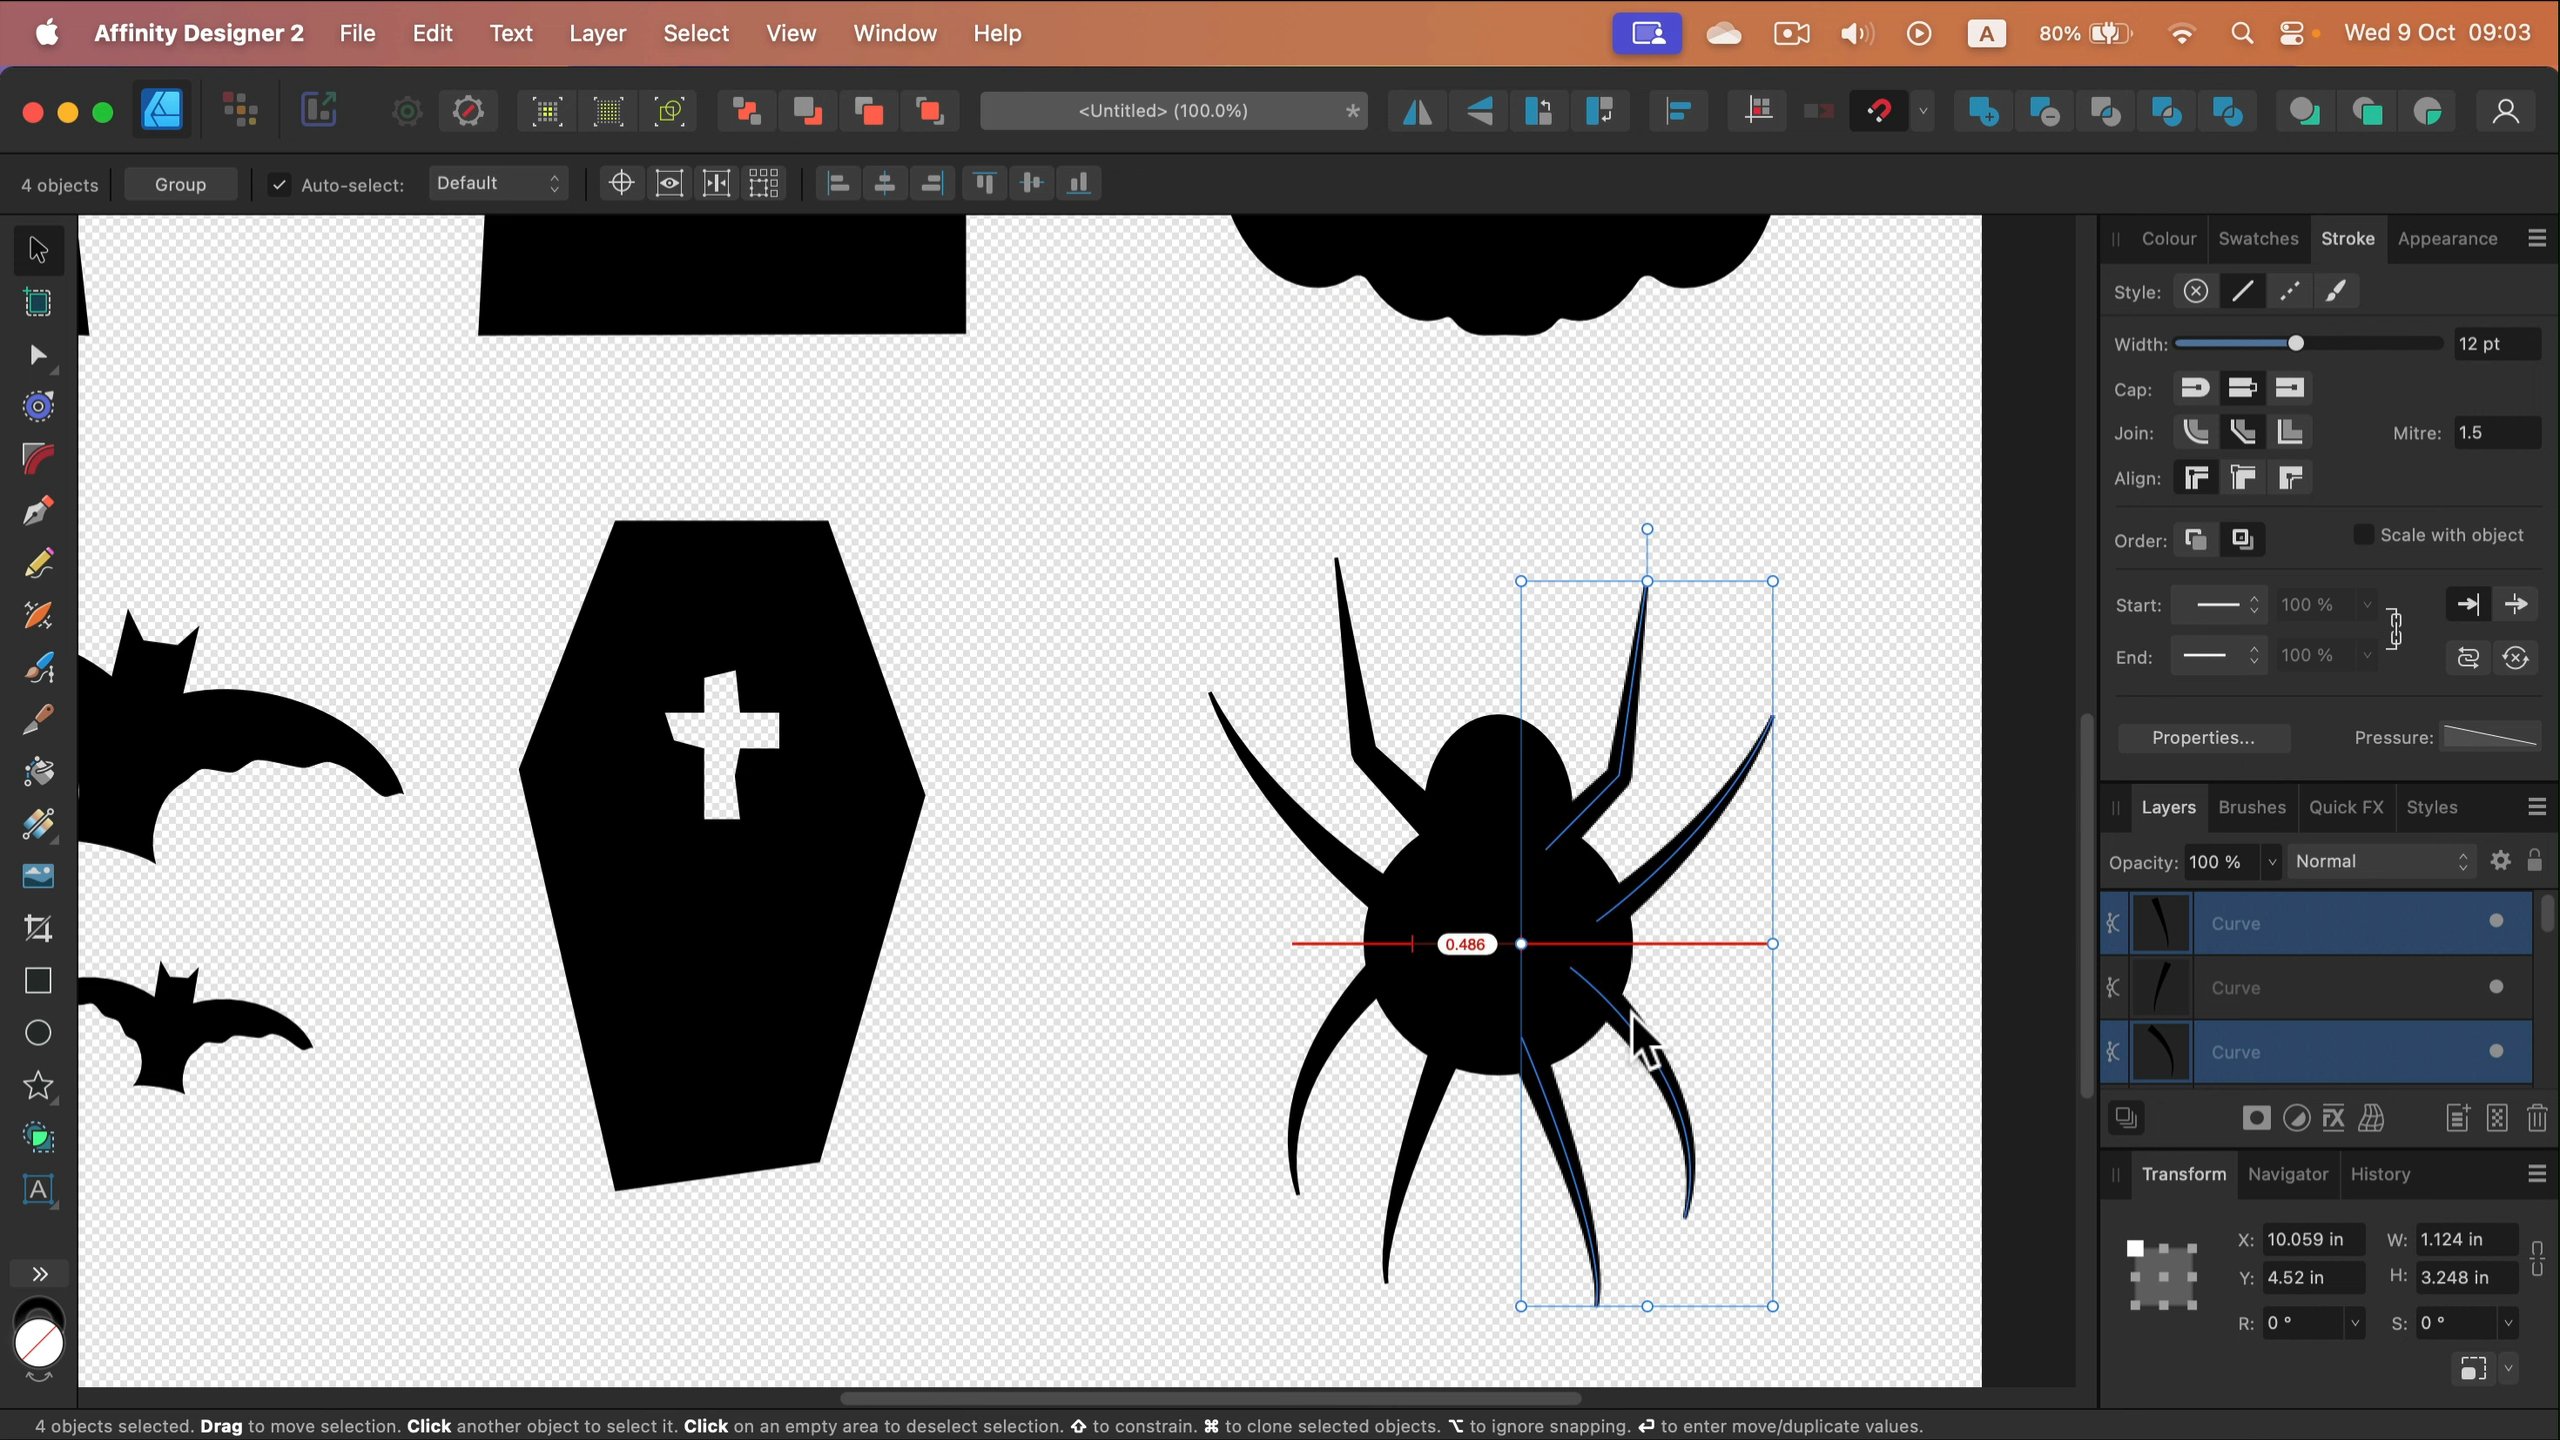 Affinity Designer 2 File Edit Text Layer Select View Window Help A 80% Wed 9 Oct 09:03
<Untitled> (100.0%) *
4 objects Group Auto-select: Default
Colour Swatches Stroke Appearance
Style:
Width: 12 pt
Cap:
Join: Mitre: 1.5
Align:
Order: Scale with object
Start: 100 %
End: 100 %
Properties... Pressure:
Layers Brushes Quick FX Styles
Opacity: 100 % Normal
Curve
Curve
Curve
0.486
FX
A
Transform Navigator History
X: 10.059 in W: 1.124 in
Y: 4.52 in H: 3.248 in
R: 0 ° S: 0 °
4 objects selected. Drag to move selection. Click another object to select it. Click on an empty area to deselect selection. ⇧ to constrain. ⌘ to clone selected objects. ⌥ to ignore snapping. ↵ to enter move/duplicate values.